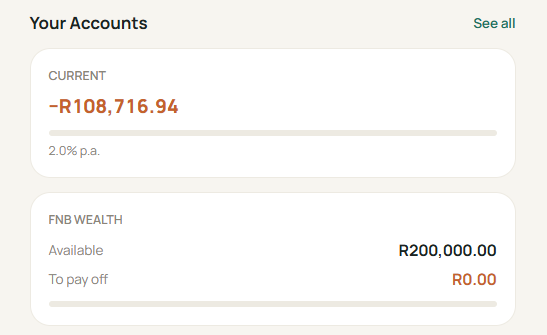 Your Accounts See all
CURRENT
−R108,716.94
2.0% p.a.
FNB WEALTH
Available R200,000.00
To pay off R0.00